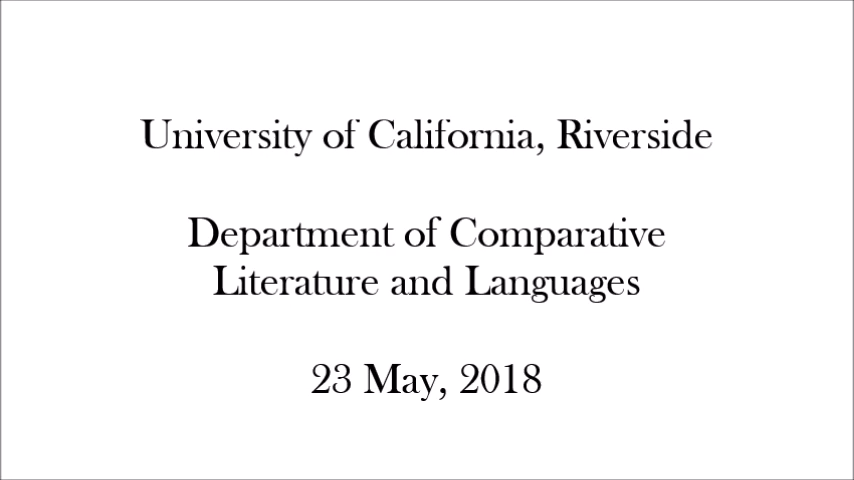 University of California, Riverside
Department of Comparative
Literature and Languages
23 May, 2018